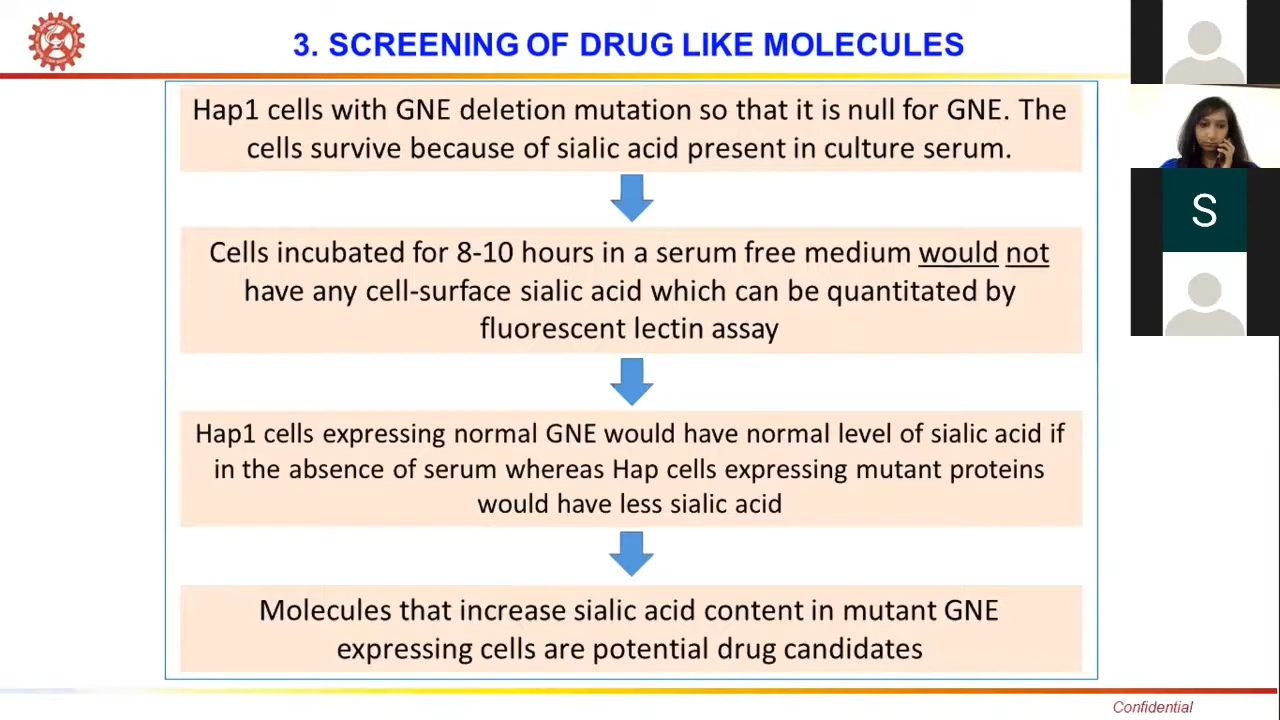 3. SCREENING OF DRUG LIKE MOLECULES
Hap1 cells with GNE deletion mutation so that it is null for GNE. The
cells survive because of sialic acid present in culture serum.
Cells incubated for 8-10 hours in a serum free medium would not
have any cell-surface sialic acid which can be quantitated by
fluorescent lectin assay
Hap1 cells expressing normal GNE would have normal level of sialic acid if
in the absence of serum whereas Hap cells expressing mutant proteins
would have less sialic acid
Molecules that increase sialic acid content in mutant GNE
expressing cells are potential drug candidates
S
Confidential